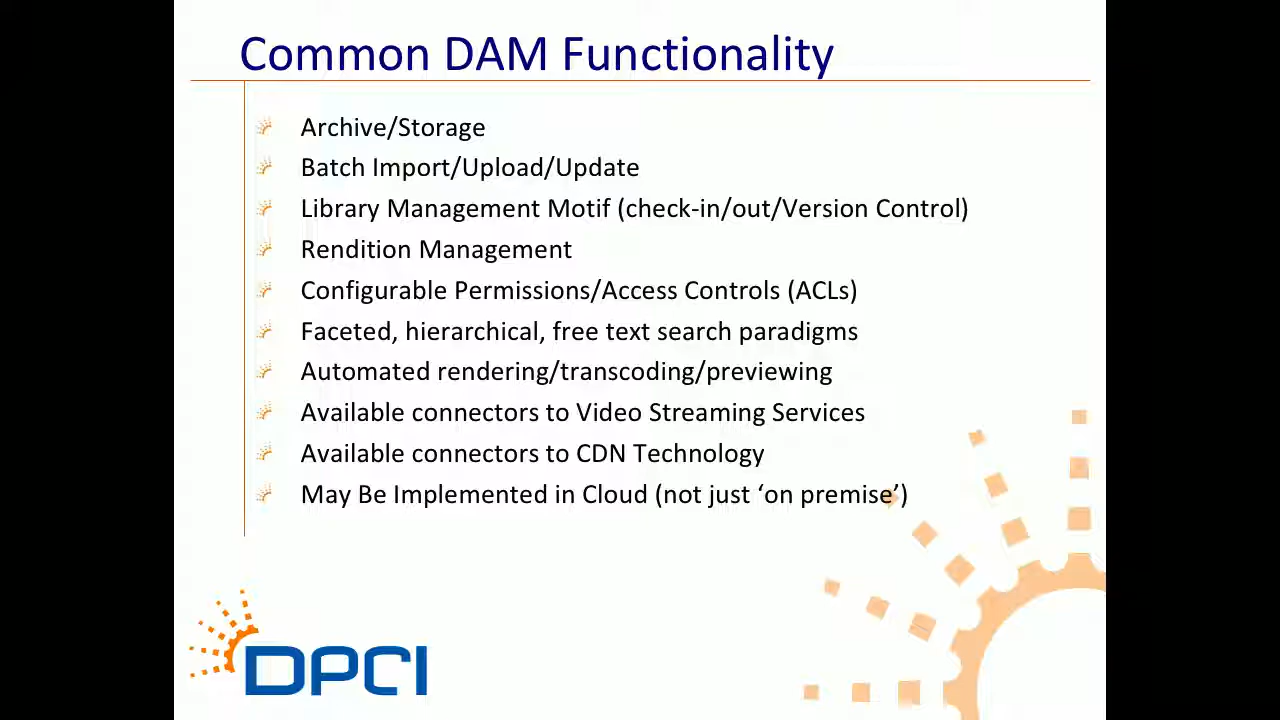 Common DAM Functionality
Archive/Storage
Batch Import/Upload/Update
Library Management Motif (check-in/out/Version Control)
Rendition Management
Configurable Permissions/Access Controls (ACLs)
Faceted, hierarchical, free text search paradigms
Automated rendering/transcoding/previewing
Available connectors to Video Streaming Services
Available connectors to CDN Technology
May Be Implemented in Cloud (not just ‘on premise’)
DPCI